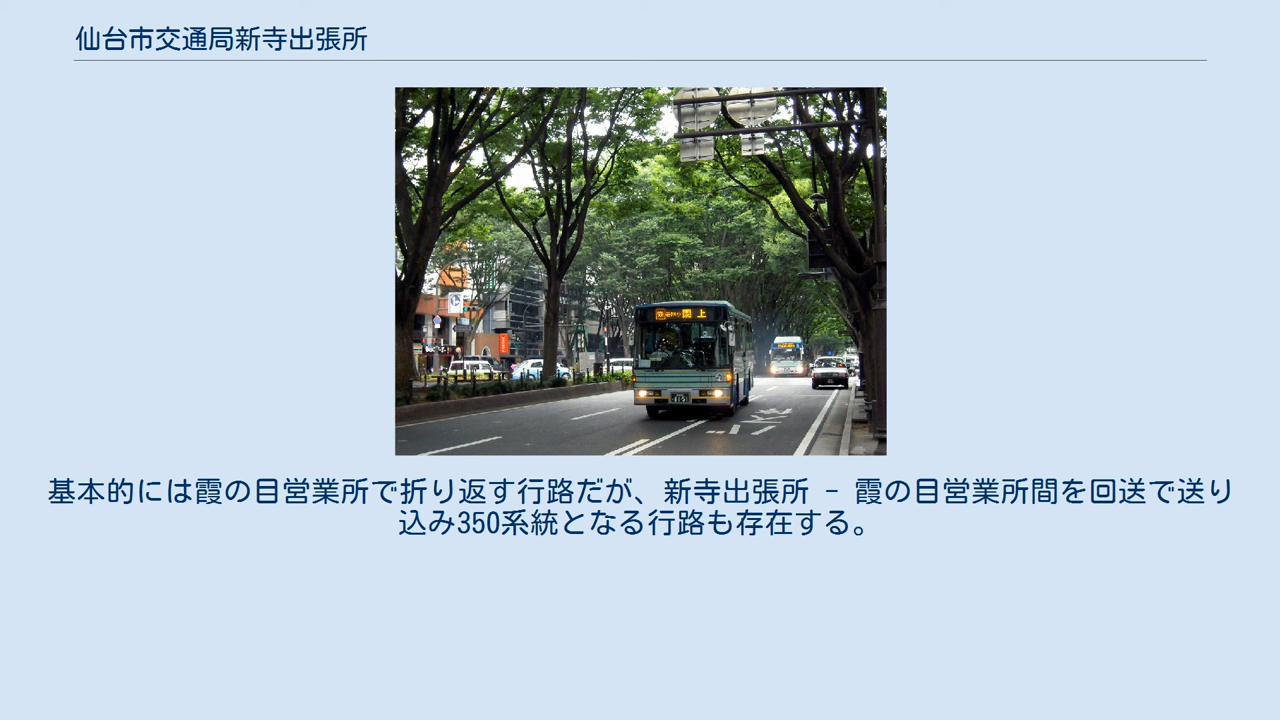 仙台市交通局新寺出張所
閖上
基本的には霞の目営業所で折り返す行路だが、新寺出張所 － 霞の目営業所間を回送で送り
込み350系統となる行路も存在する。